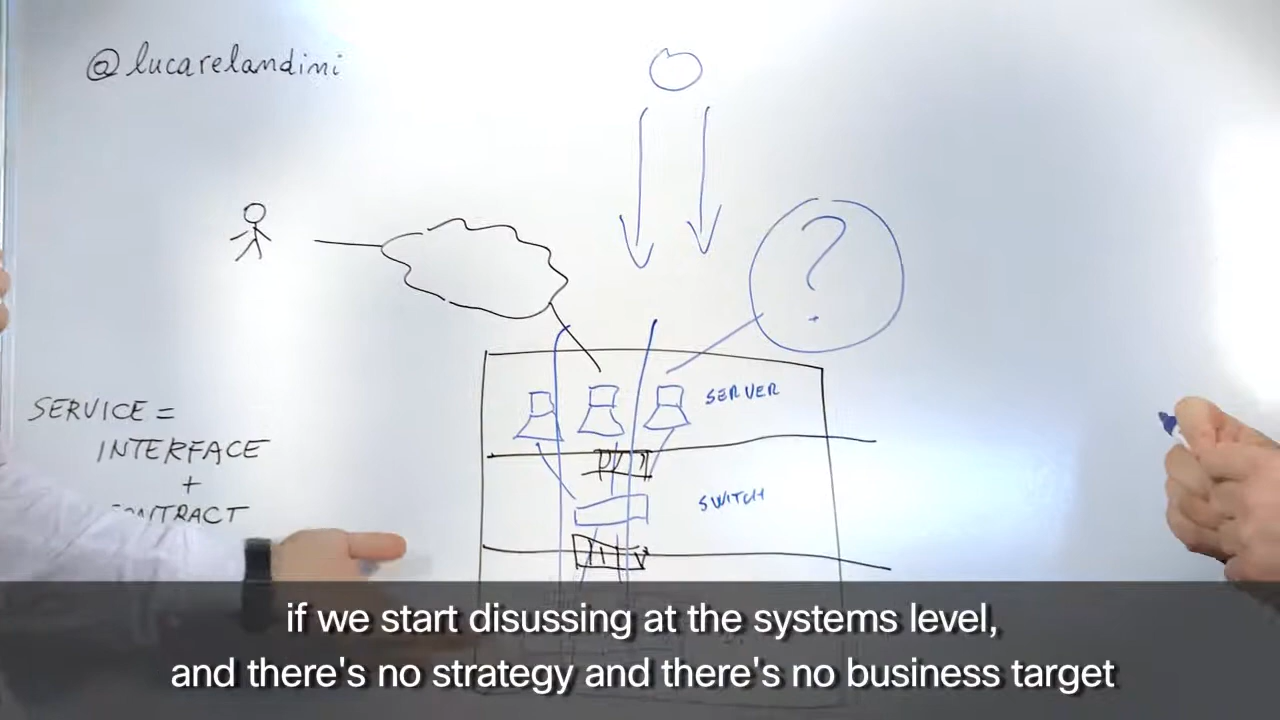 @lucarelandini
?
SERVER
SERVICE =
INTERFACE
+
CONTRACT
SWITCH
if we start disussing at the systems level,
and there's no strategy and there's no business target